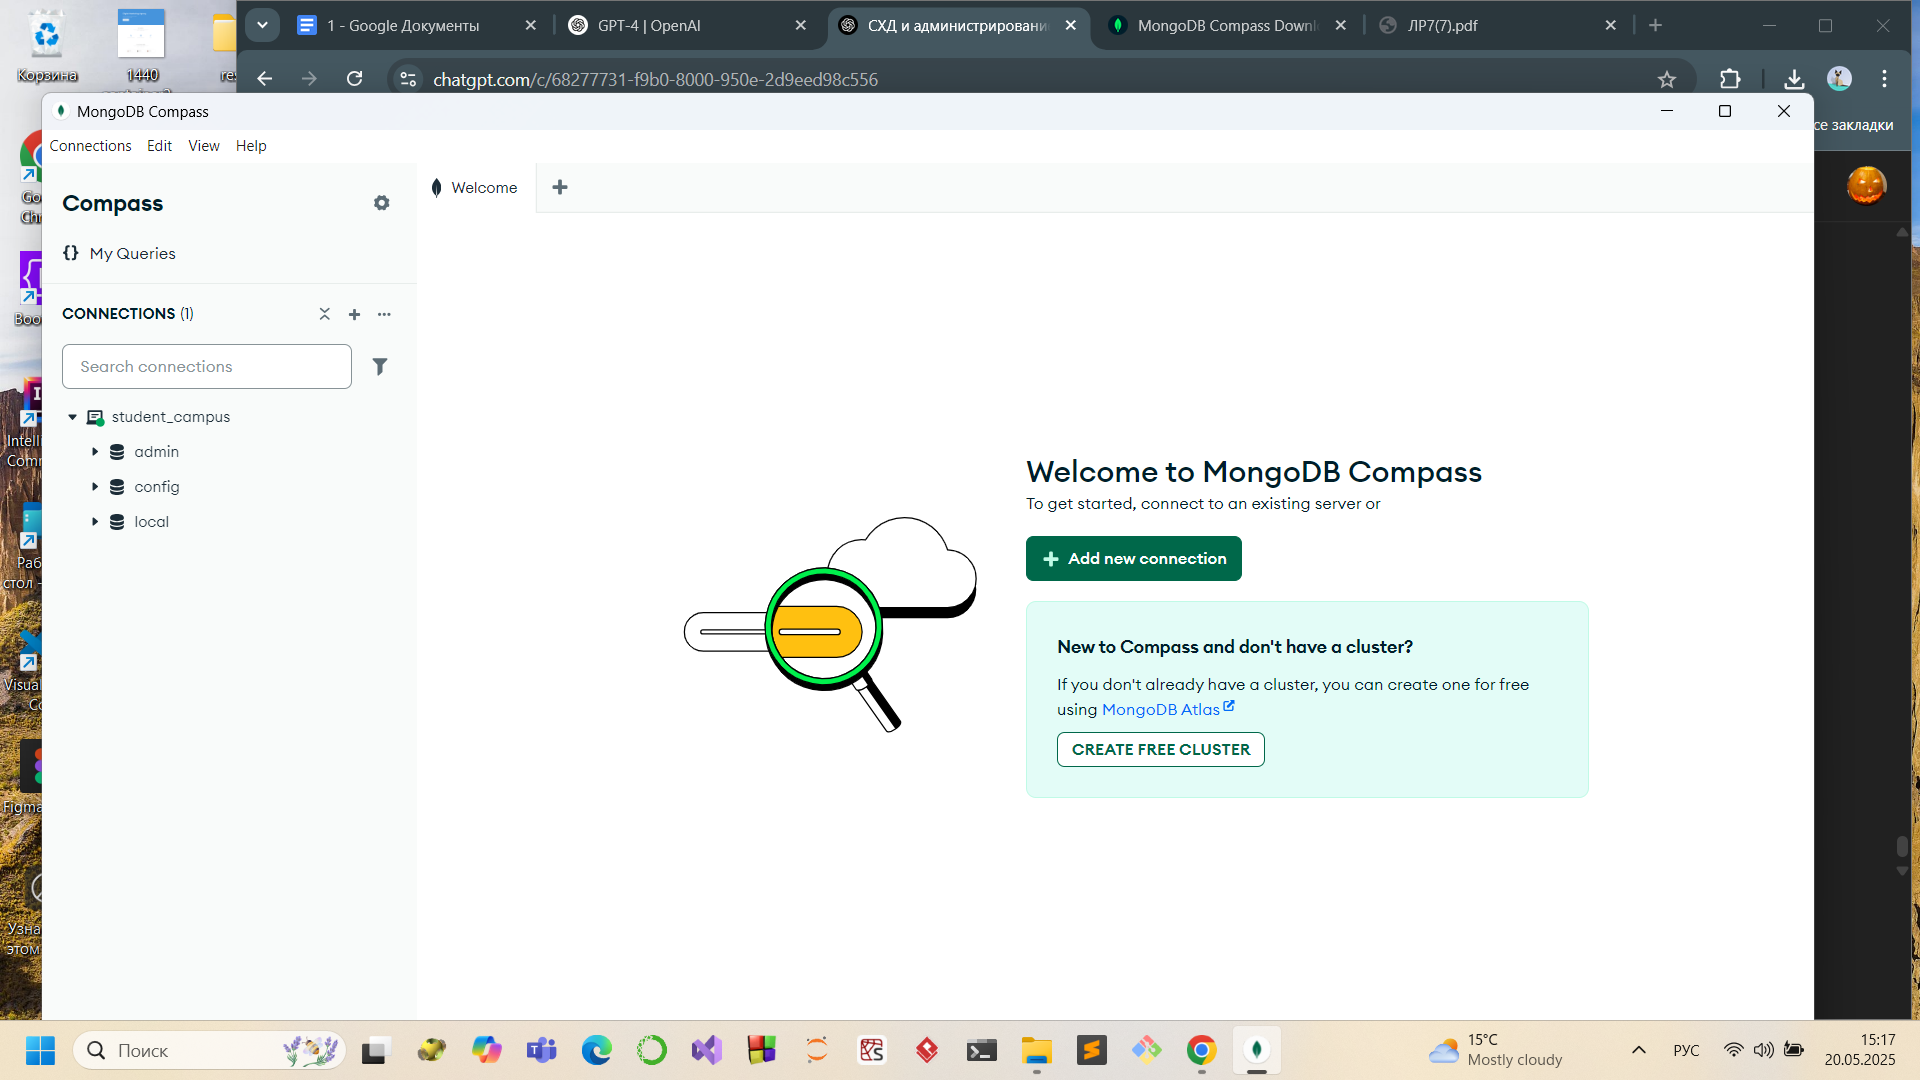 Корзина
1440
1 - Google Документы
GPT-4 | OpenAI
СХД и администрировани
MongoDB Compass Downl
ЛР7(7).pdf
chatgpt.com/c/68277731-f9b0-8000-950e-2d9eed98c556
се закладки
MongoDB Compass
Connections
Edit
View
Help
Compass
My Queries
CONNECTIONS (1)
Search connections
student_campus
admin
config
local
Welcome
Welcome to MongoDB Compass
To get started, connect to an existing server or
Add new connection
New to Compass and don't have a cluster?
If you don't already have a cluster, you can create one for free
using MongoDB Atlas
CREATE FREE CLUSTER
Go
Chr
Boo
Intelli
Com
Раб
стол -
Visual
Co
Figma
Узна
этом
Поиск
15°C
Mostly cloudy
РУС
15:17
20.05.2025